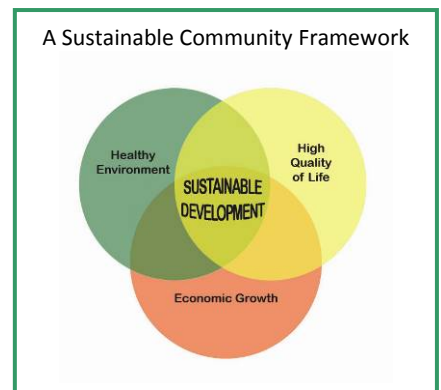 A Sustainable Community Framework
Healthy
Environment
High
Quality
of Life
SUSTAINABLE
DEVELOPMENT
Economic Growth